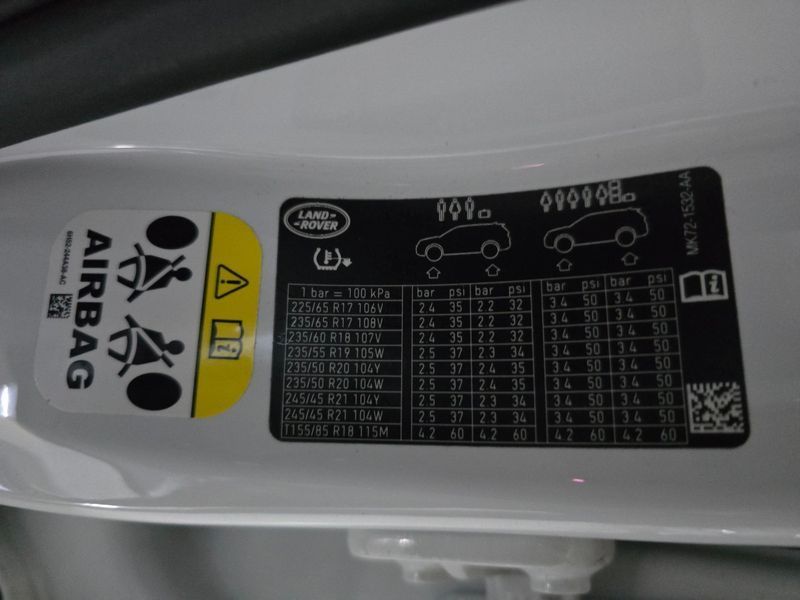 AIRBAG
6H52-244A36-AC
LAND-
-ROVER
MK72-1532-AA
1 bar = 100 kPa bar psi bar psi bar psi bar psi
225/65 R17 106V 2.4 35 2.2 32 3.4 50 3.4 50
235/65 R17 108V 2.4 35 2.2 32 3.4 50 3.4 50
235/60 R18 107V 2.4 35 2.2 32 3.4 50 3.4 50
235/55 R19 105W 2.5 37 2.3 34 3.4 50 3.4 50
235/50 R20 104Y 2.5 37 2.4 35 3.4 50 3.4 50
235/50 R20 104W 2.5 37 2.4 35 3.4 50 3.4 50
245/45 R21 104Y 2.5 37 2.3 34 3.4 50 3.4 50
245/45 R21 104W 2.5 37 2.3 34 3.4 50 3.4 50
T155/85 R18 115M 4.2 60 4.2 60 4.2 60 4.2 60